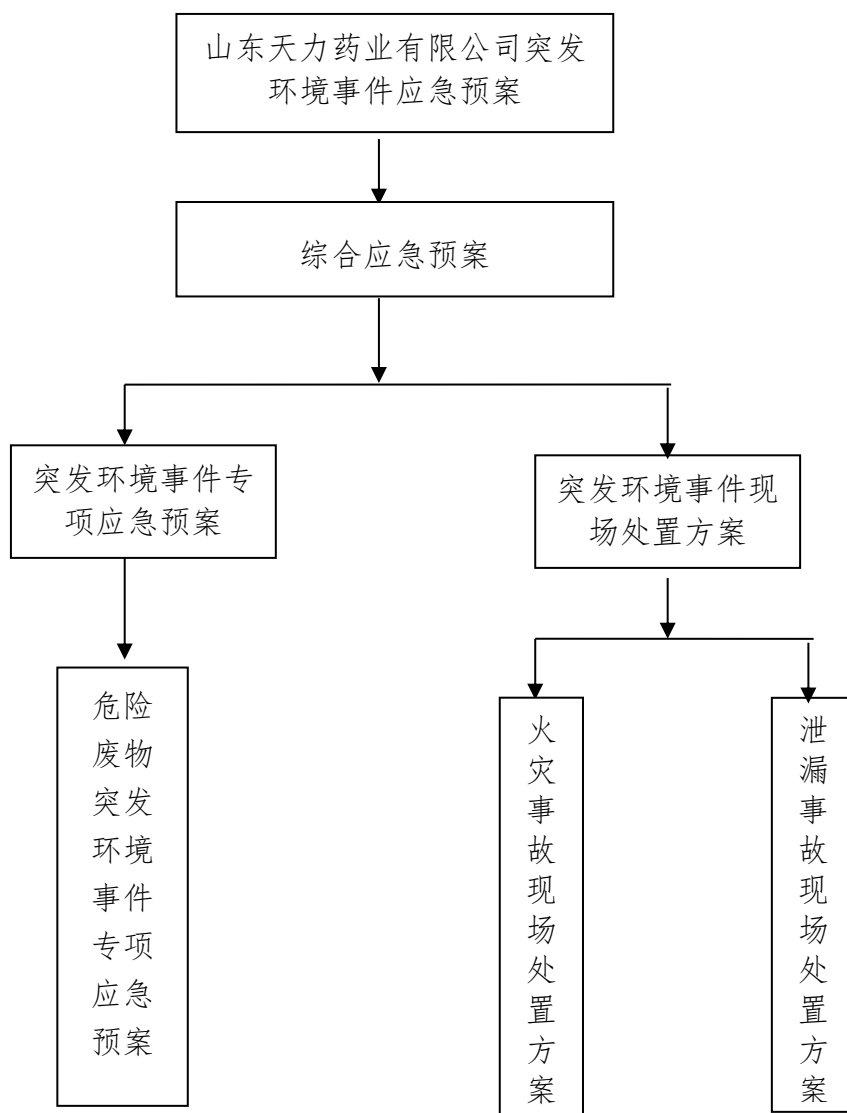 山东天力药业有限公司突发
环境事件应急预案
综合应急预案
突发环境事件专
项应急预案
突发环境事件现
场处置方案
危险
废物
突发
环境
事件
专项
应急
预案
火
灾
事
故
现
场
处
置
方
案
泄
漏
事
故
现
场
处
置
方
案